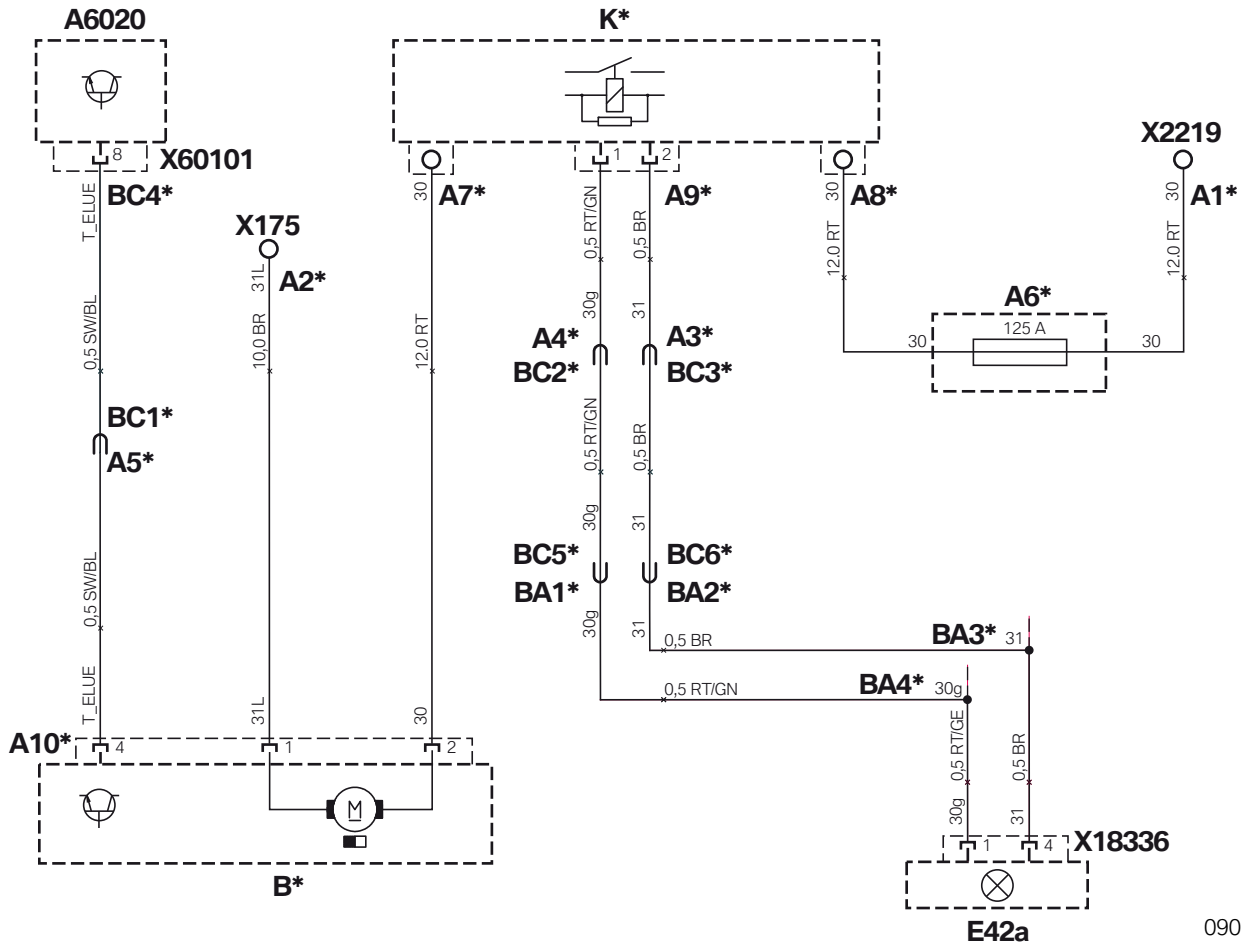 A6020
K*
8
X60101
1
2
X2219
T_ELUE
BC4*
30
A7*
0,5 RT/GN
0,5 BR
A9*
30
A8*
30
A1*
X175
31L
A2*
12.0 RT
12.0 RT
A6*
0,5 SW/BL
10,0 BR
12.0 RT
30g
31
A4*
A3*
125 A
30
30
BC2*
BC3*
BC1*
A5*
0,5 RT/GN
0,5 BR
30g
31
0,5 SW/BL
BC5*
BC6*
BA1*
BA2*
30g
31
0,5 BR
BA3*
31
T_ELUE
31L
30
0,5 RT/GN
BA4*
30g
A10*
4
1
2
0,5 RT/GE
0,5 BR
M
30g
31
1
4
X18336
B*
E42a
090